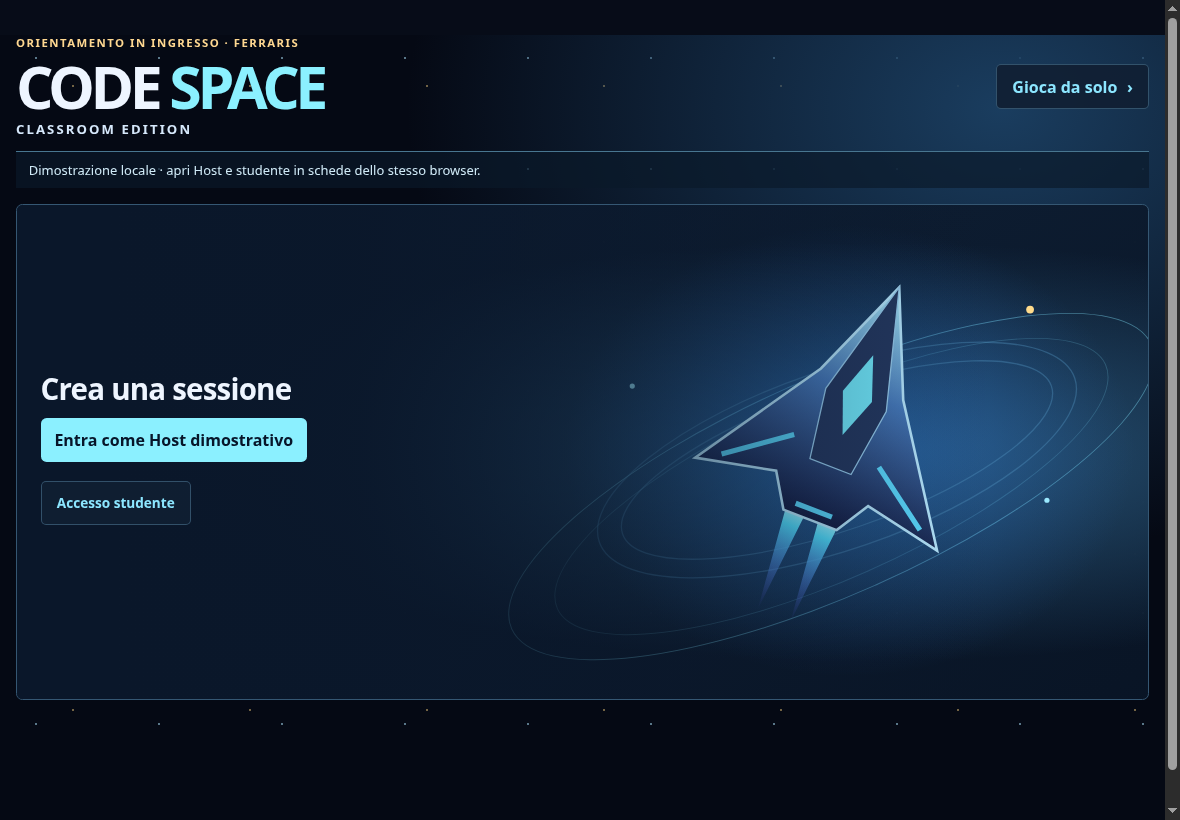 ORIENTAMENTO IN INGRESSO · FERRARIS
CODE SPACE
CLASSROOM EDITION
Gioca da solo ›
Dimostrazione locale · apri Host e studente in schede dello stesso browser.
Crea una sessione
Entra come Host dimostrativo
Accesso studente